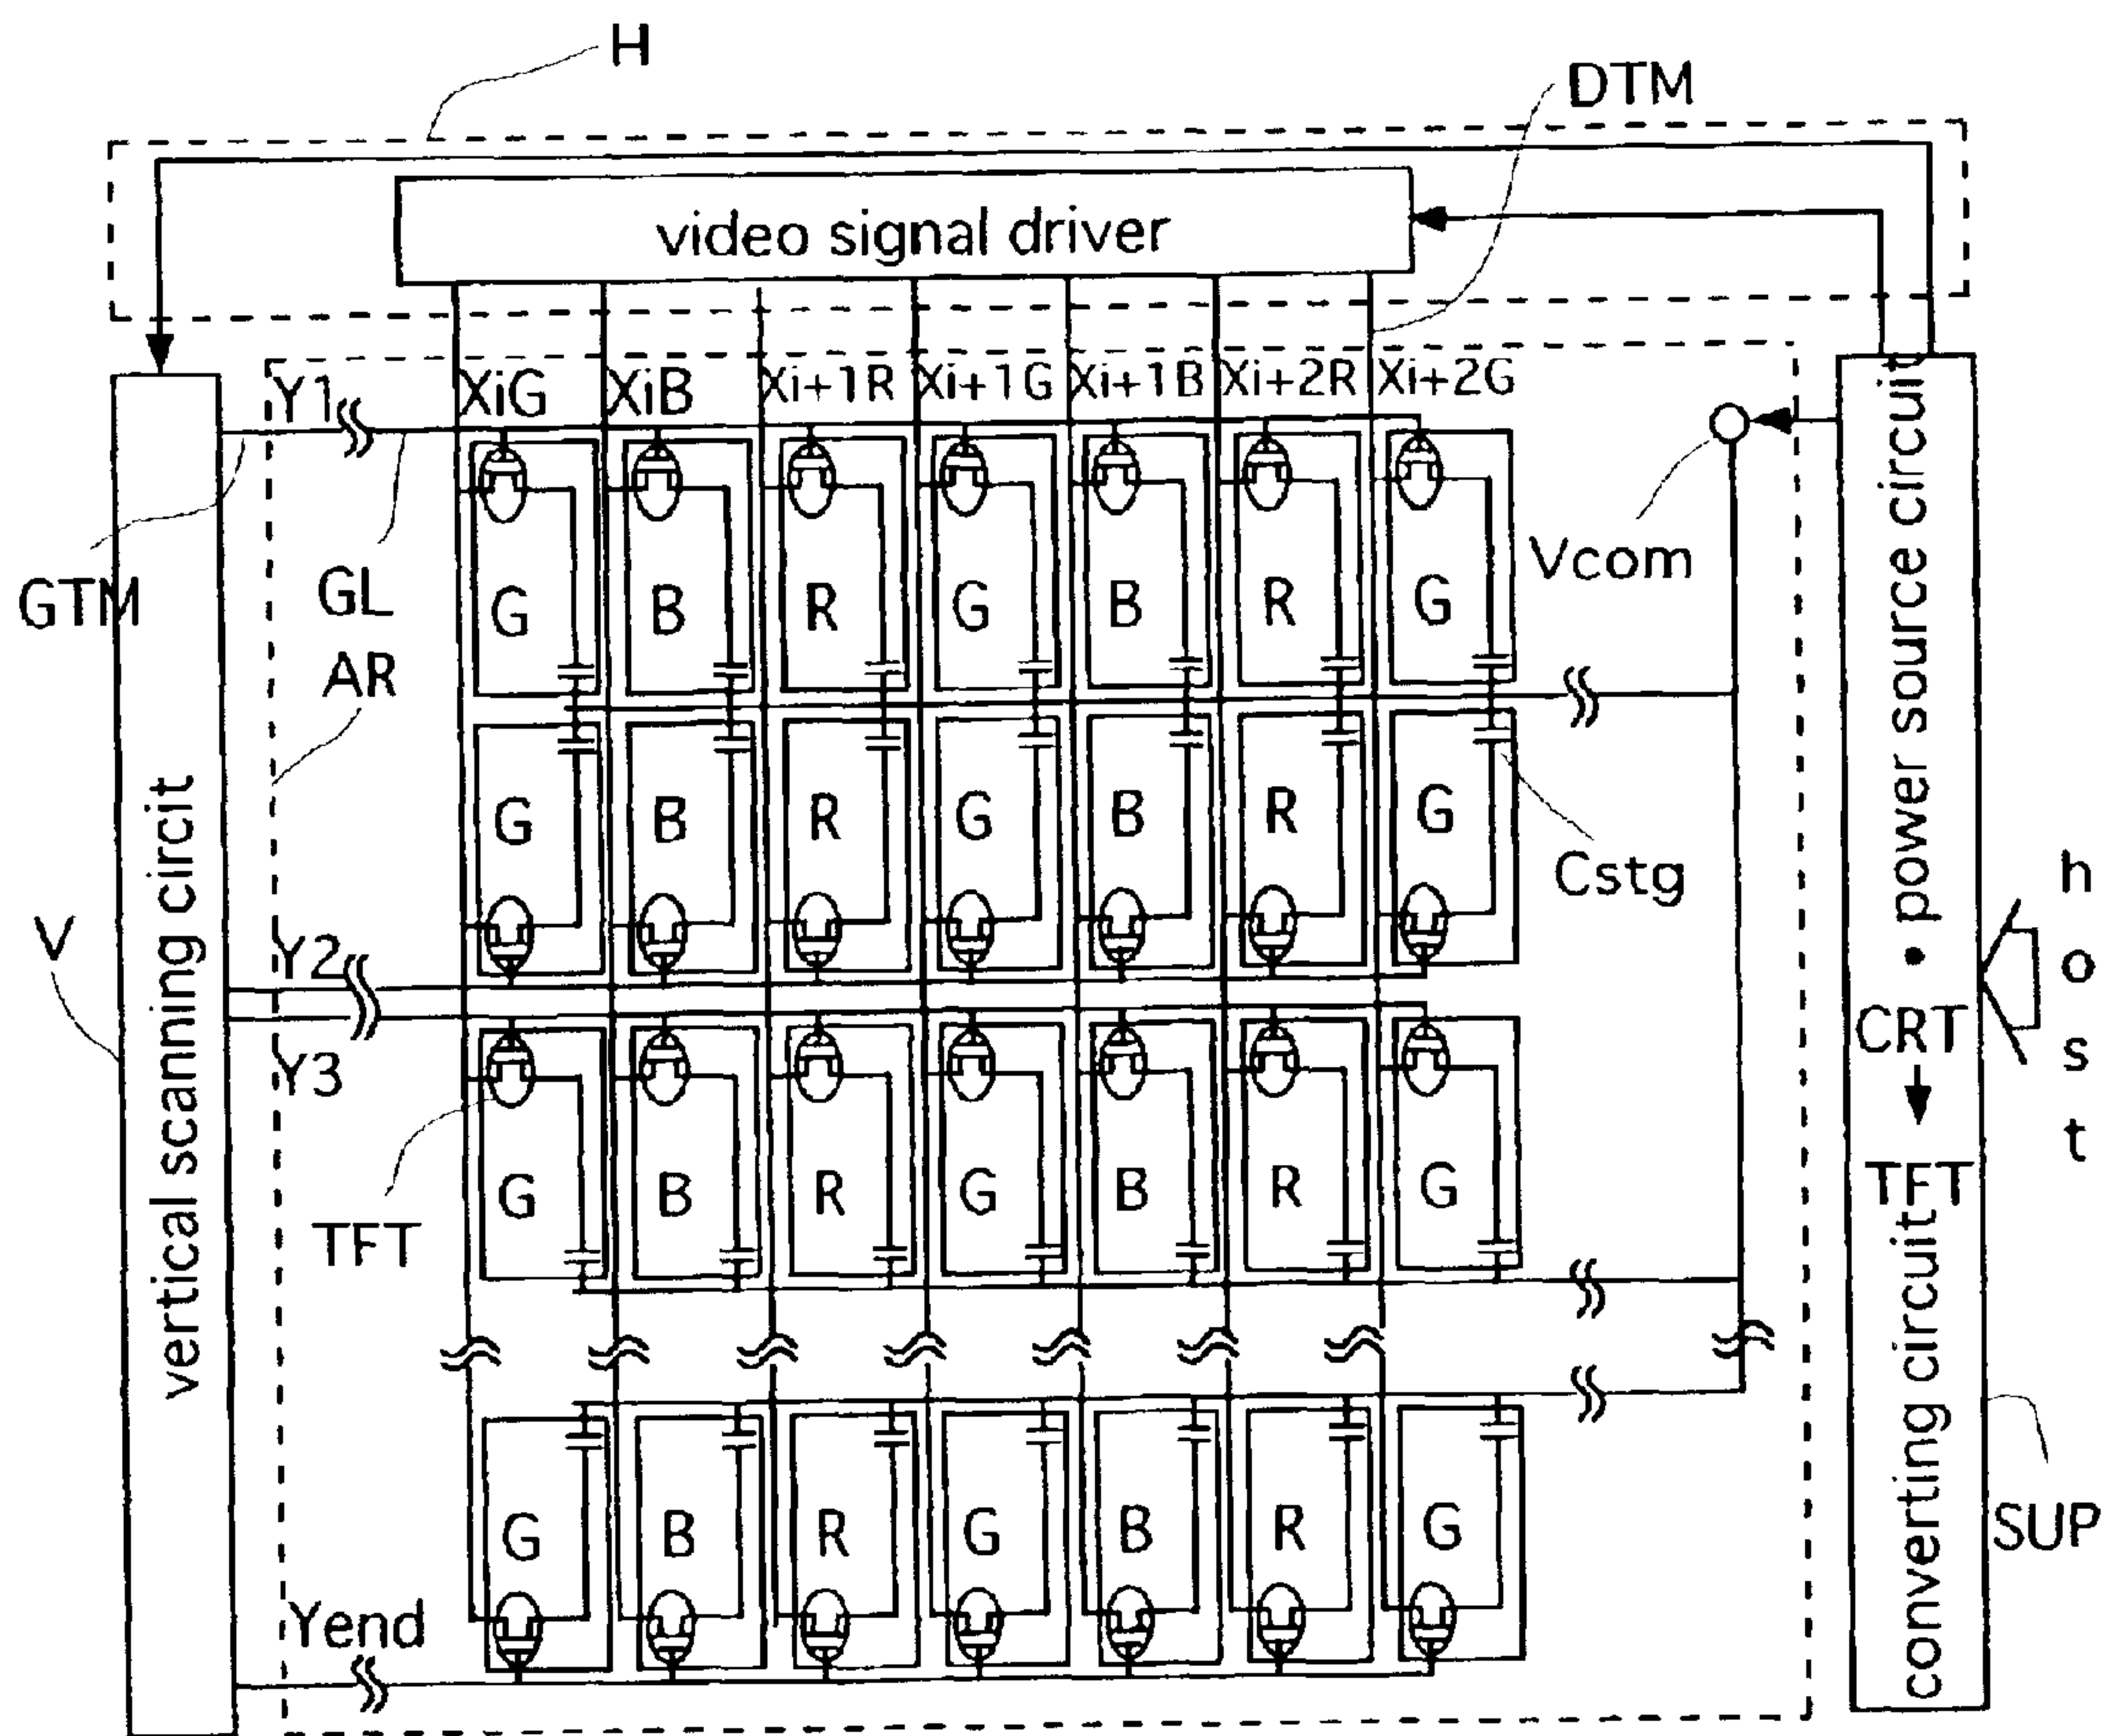 H
DTM
video signal driver
Y1 XiG XiB Xi+1R Xi+1G Xi+1B Xi+2R Xi+2G
GTM
GL
AR
Vcom
G B R G B R G
G B R G B R G
Cstg
V
vertical scanning circit
Y2
Y3
TFT
G B R G B R G
G B R G B R G
Yend
power source circuit
•
CRT
TFT
converting circuit
host
SUP